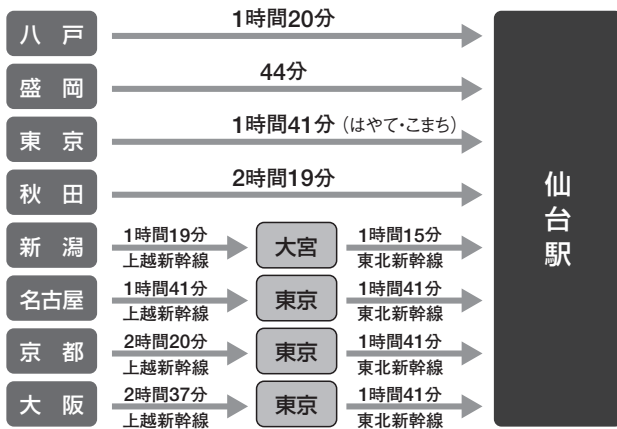 八戸 1時間20分
盛岡 44分
東京 1時間41分（はやて・こまち）
秋田 2時間19分
新潟 1時間19分 上越新幹線 大宮 1時間15分 東北新幹線
名古屋 1時間41分 上越新幹線 東京 1時間41分 東北新幹線
京都 2時間20分 上越新幹線 東京 1時間41分 東北新幹線
大阪 2時間37分 上越新幹線 東京 1時間41分 東北新幹線
仙台駅